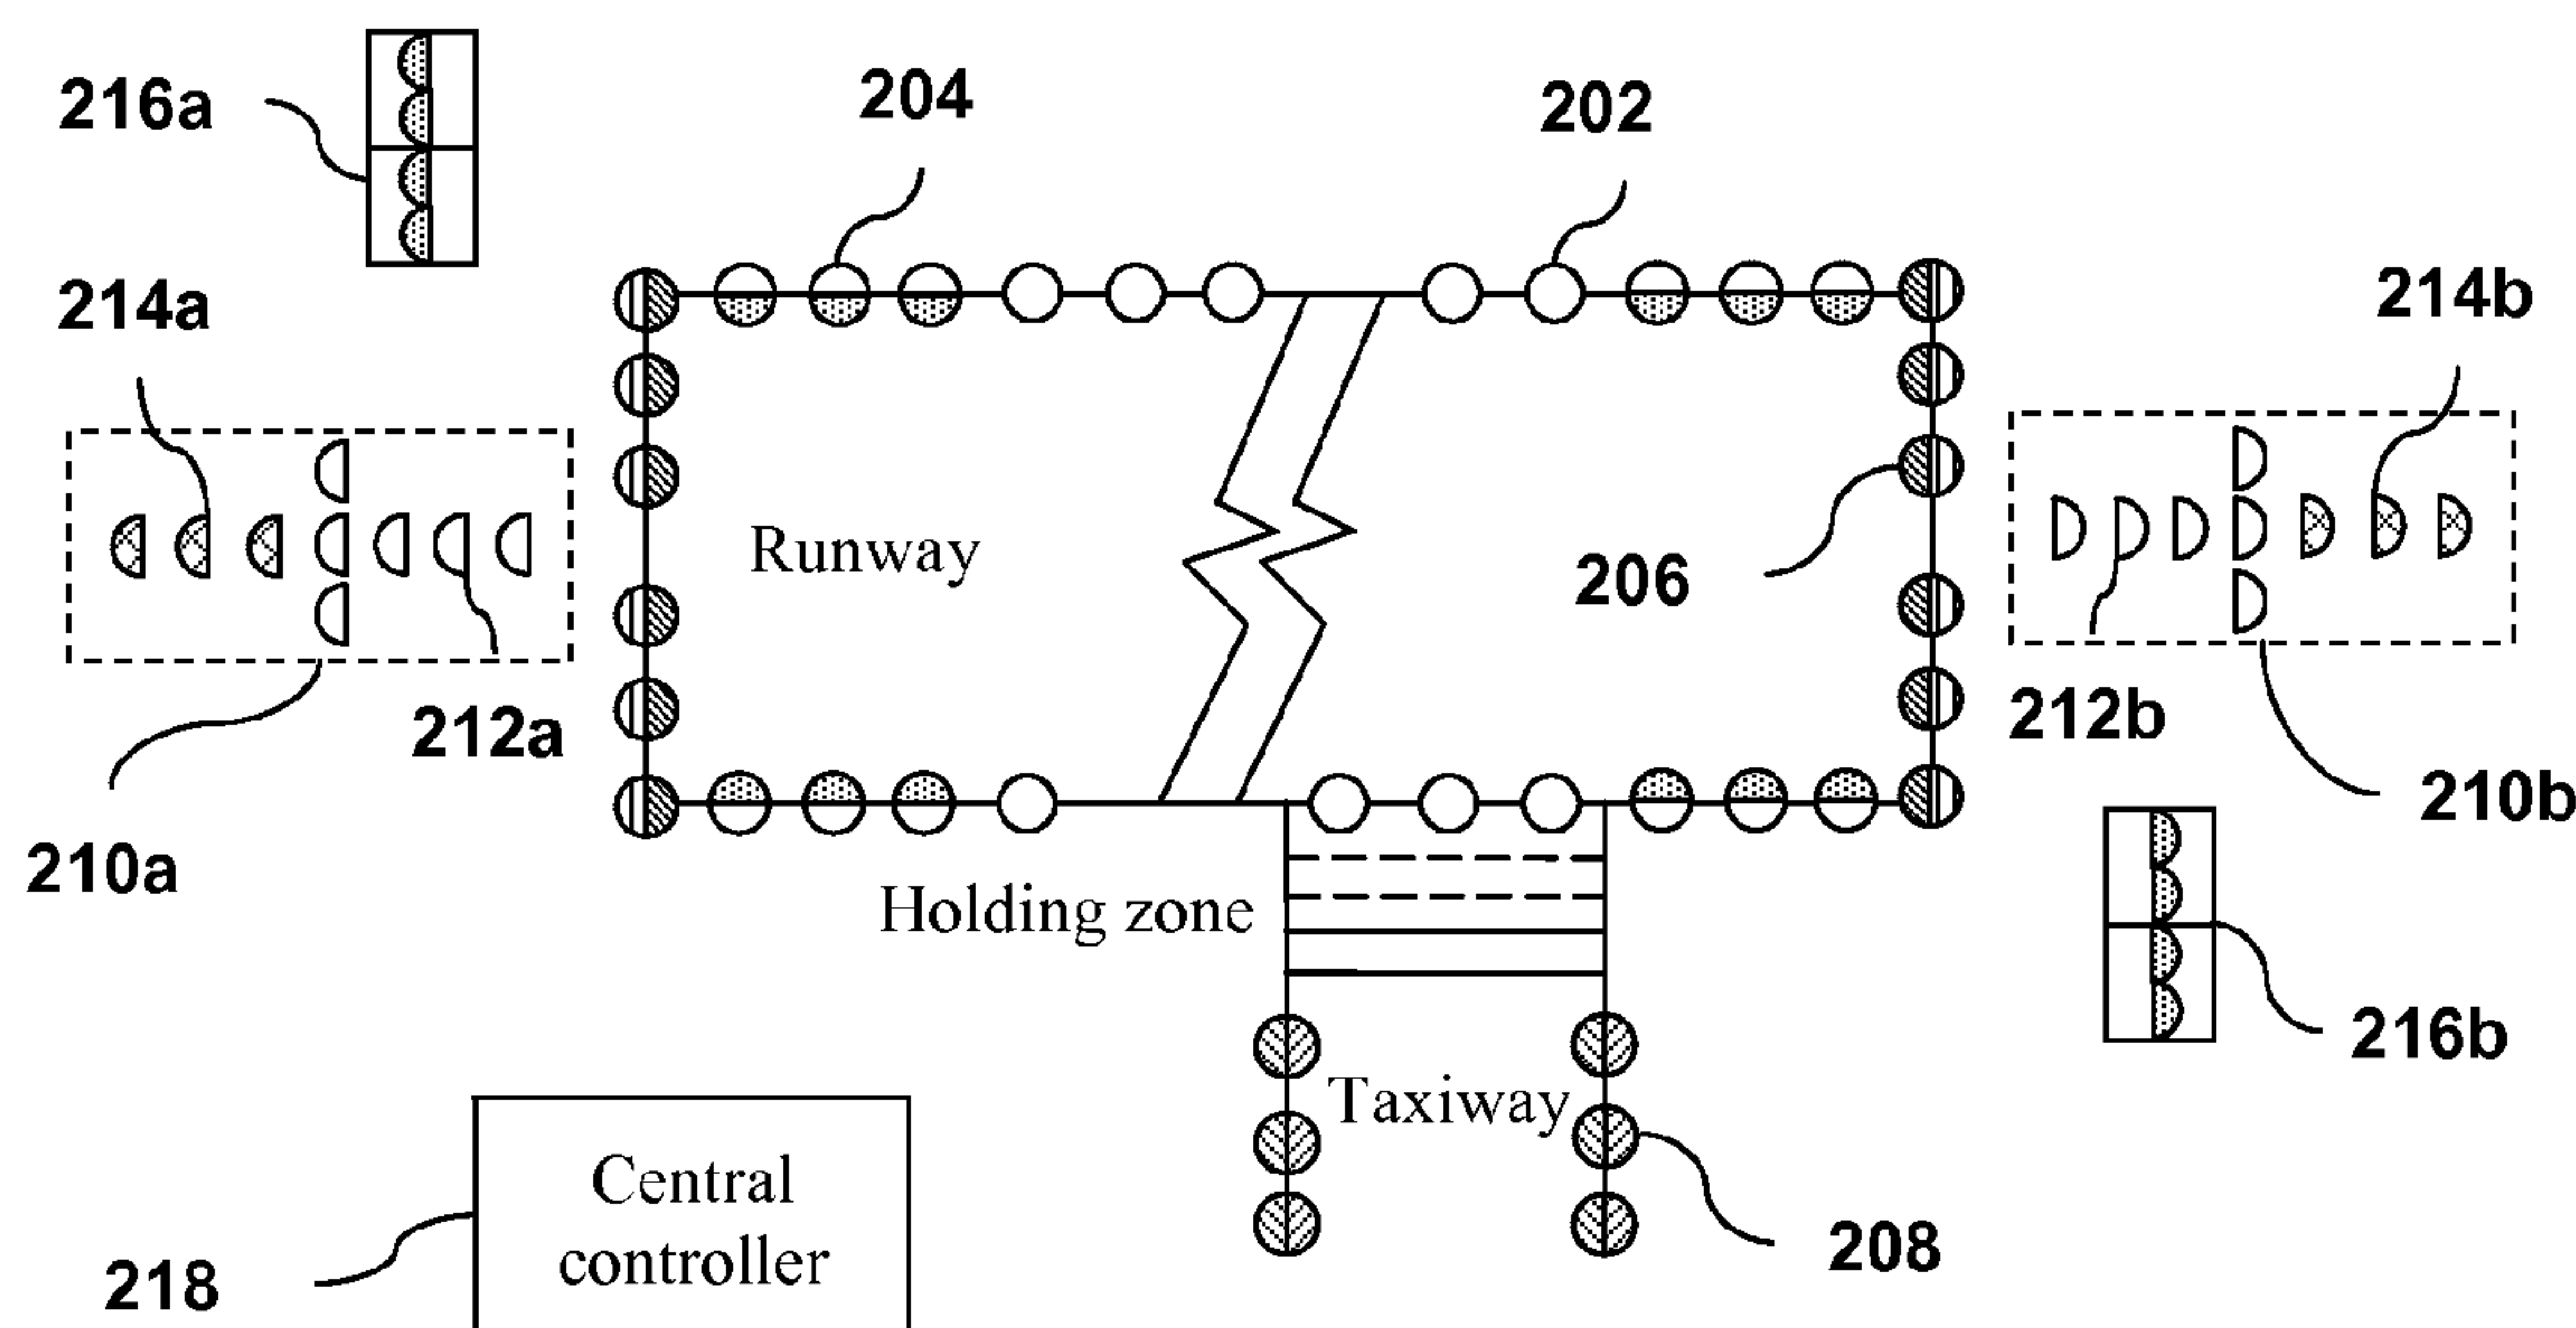 216a
204
202
214a
214b
Runway
206
212a
212b
210b
210a
Holding zone
216b
Taxiway
Central
controller
208
218